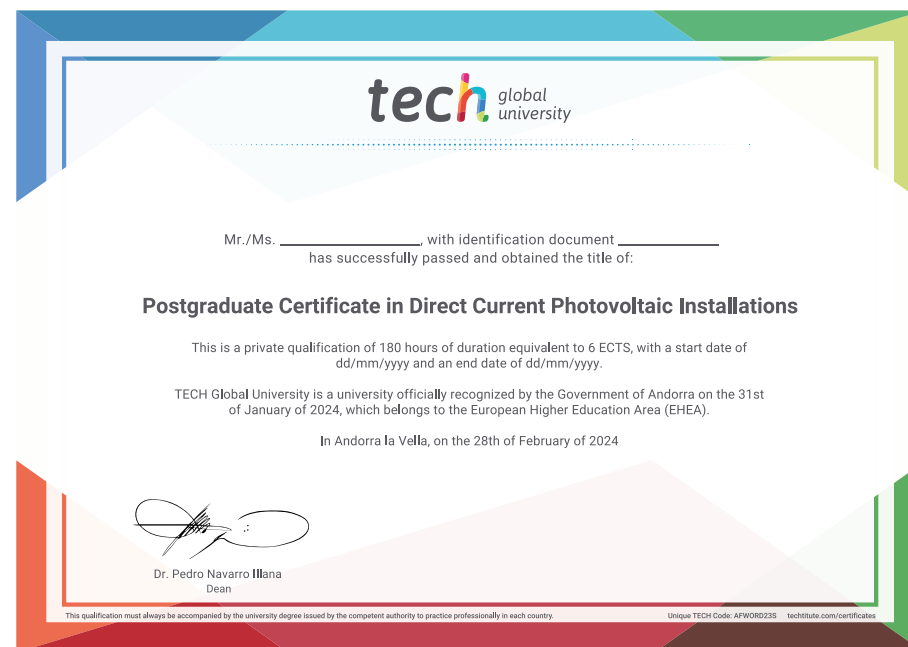 tech global university
Mr./Ms. ____________________, with identification document ______________
has successfully passed and obtained the title of:
Postgraduate Certificate in Direct Current Photovoltaic Installations
This is a private qualification of 180 hours of duration equivalent to 6 ECTS, with a start date of
dd/mm/yyyy and an end date of dd/mm/yyyy.
TECH Global University is a university officially recognized by the Government of Andorra on the 31st
of January of 2024, which belongs to the European Higher Education Area (EHEA).
In Andorra la Vella, on the 28th of February of 2024
Dr. Pedro Navarro Illana
Dean
This qualification must always be accompanied by the university degree issued by the competent authority to practice professionally in each country.
Unique TECH Code: AFWORD23S techtitute.com/certificates